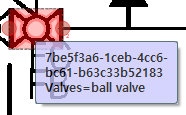 7be5f3a6-1ceb-4cc6-
bc61-b63c33b52183
Valves=ball valve